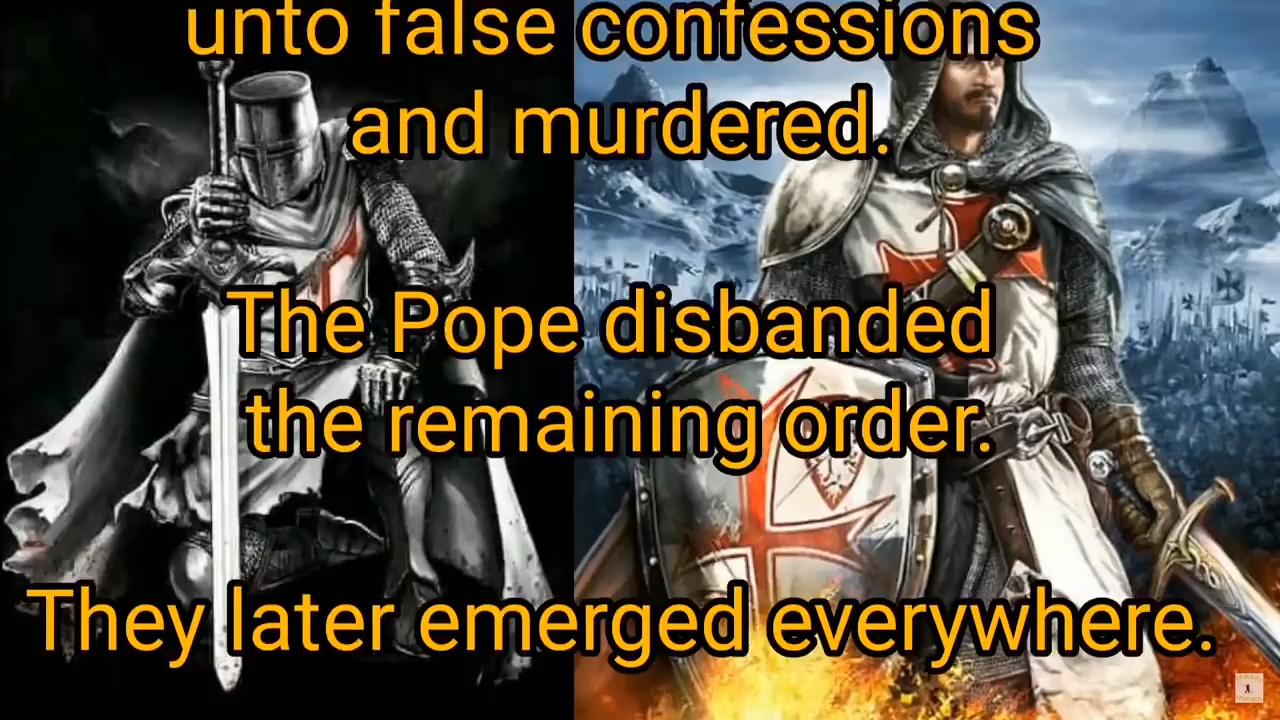 unto false confessions
and murdered.
The Pope disbanded
the remaining order.
They later emerged everywhere.